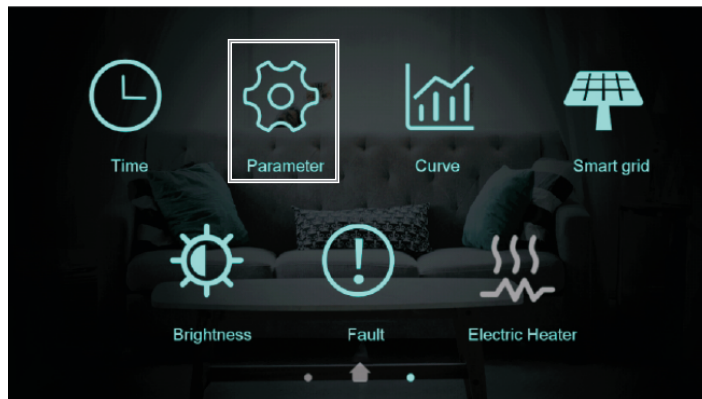 Time
Parameter
Curve
Smart grid
Brightness
Fault
Electric Heater